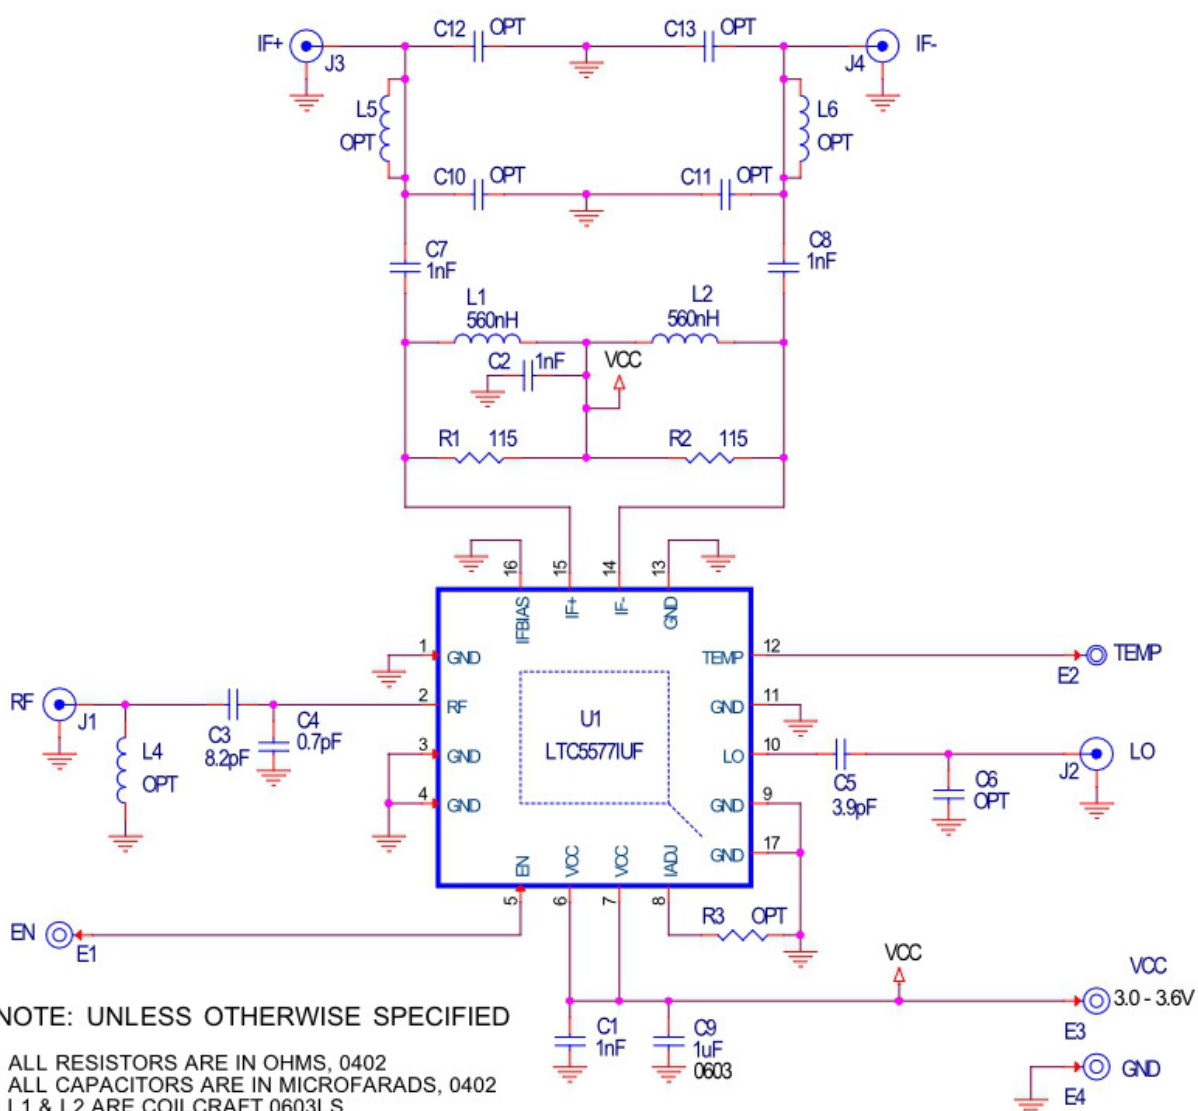 C12 OPT
C13 OPT
IF+
J3
J4
IF-
L5
OPT
L6
OPT
C10 OPT
C11 OPT
C7
1nF
C8
1nF
L1
560nH
L2
560nH
C2 1nF
VCC
R1 115
R2 115
16
15
14
13
IFBIAS
IF+
IF-
GND
1
GND
TEMP
12
TEMP
E2
RF
J1
C3
8.2pF
C4
0.7pF
L4
OPT
2
RF
U1
LTC5577IUF
GND
11
3
GND
LO
10
C5
3.9pF
C6
OPT
J2
LO
4
GND
GND
9
GND
17
EN
VCC
VCC
IADJ
5
6
7
8
R3 OPT
EN
E1
VCC
VCC
3.0 - 3.6V
E3
C1
1nF
C9
1uF
0603
GND
E4
NOTE: UNLESS OTHERWISE SPECIFIED
ALL RESISTORS ARE IN OHMS, 0402
ALL CAPACITORS ARE IN MICROFARADS, 0402
L1 & L2 ARE COILCRAFT 0603LS